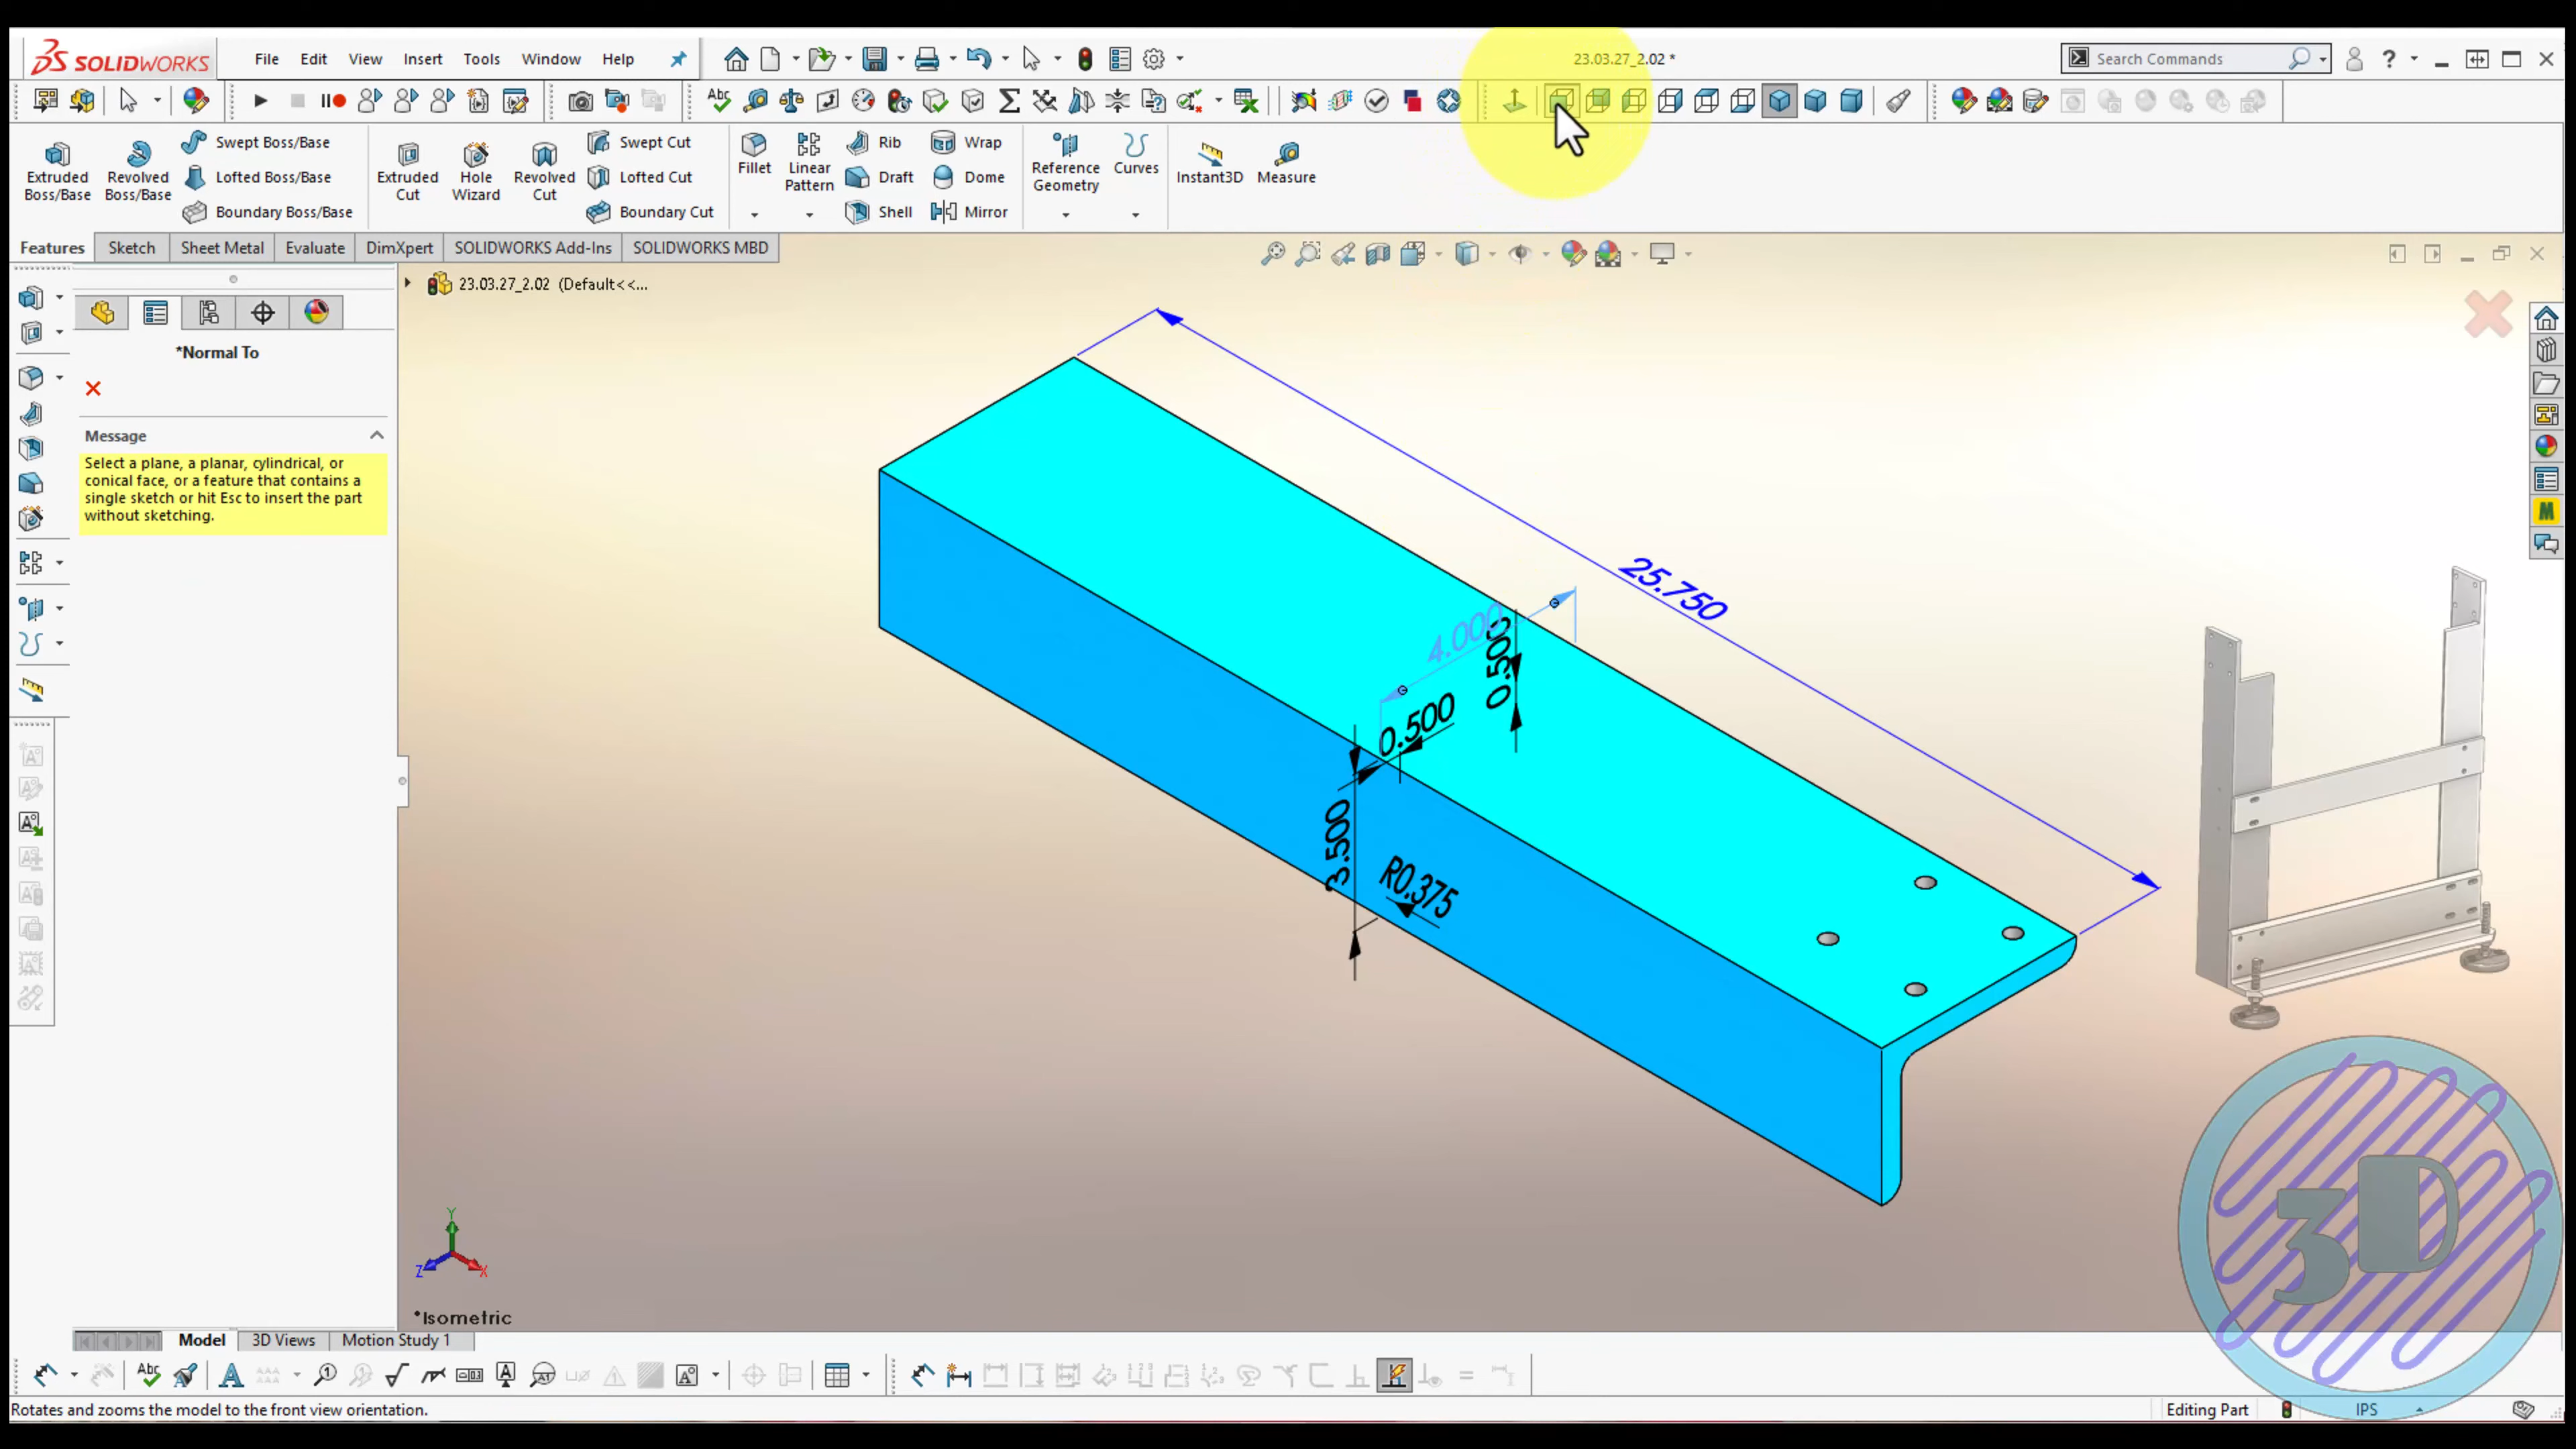 SOLIDWORKS File Edit View Insert Tools Window Help 23.03.27_2.02 * Search Commands
Extruded Boss/Base
Revolved Boss/Base
Swept Boss/Base
Lofted Boss/Base
Boundary Boss/Base
Extruded Cut
Hole Wizard
Revolved Cut
Swept Cut
Lofted Cut
Boundary Cut
Fillet
Linear Pattern
Rib
Draft
Shell
Wrap
Dome
Mirror
Reference Geometry
Curves
Instant3D
Measure
Features Sketch Sheet Metal Evaluate DimXpert SOLIDWORKS Add-Ins SOLIDWORKS MBD
23.03.27_2.02 (Default<<...
*Normal To
Message
Select a plane, a planar, cylindrical, or
conical face, or a feature that contains a
single sketch or hit Esc to insert the part
without sketching.
25.750
4.000
0.500
0.500
3.500
R0.375
Y
Z
X
*Isometric
3D
Model 3D Views Motion Study 1
Rotates and zooms the model to the front view orientation.
Editing Part IPS